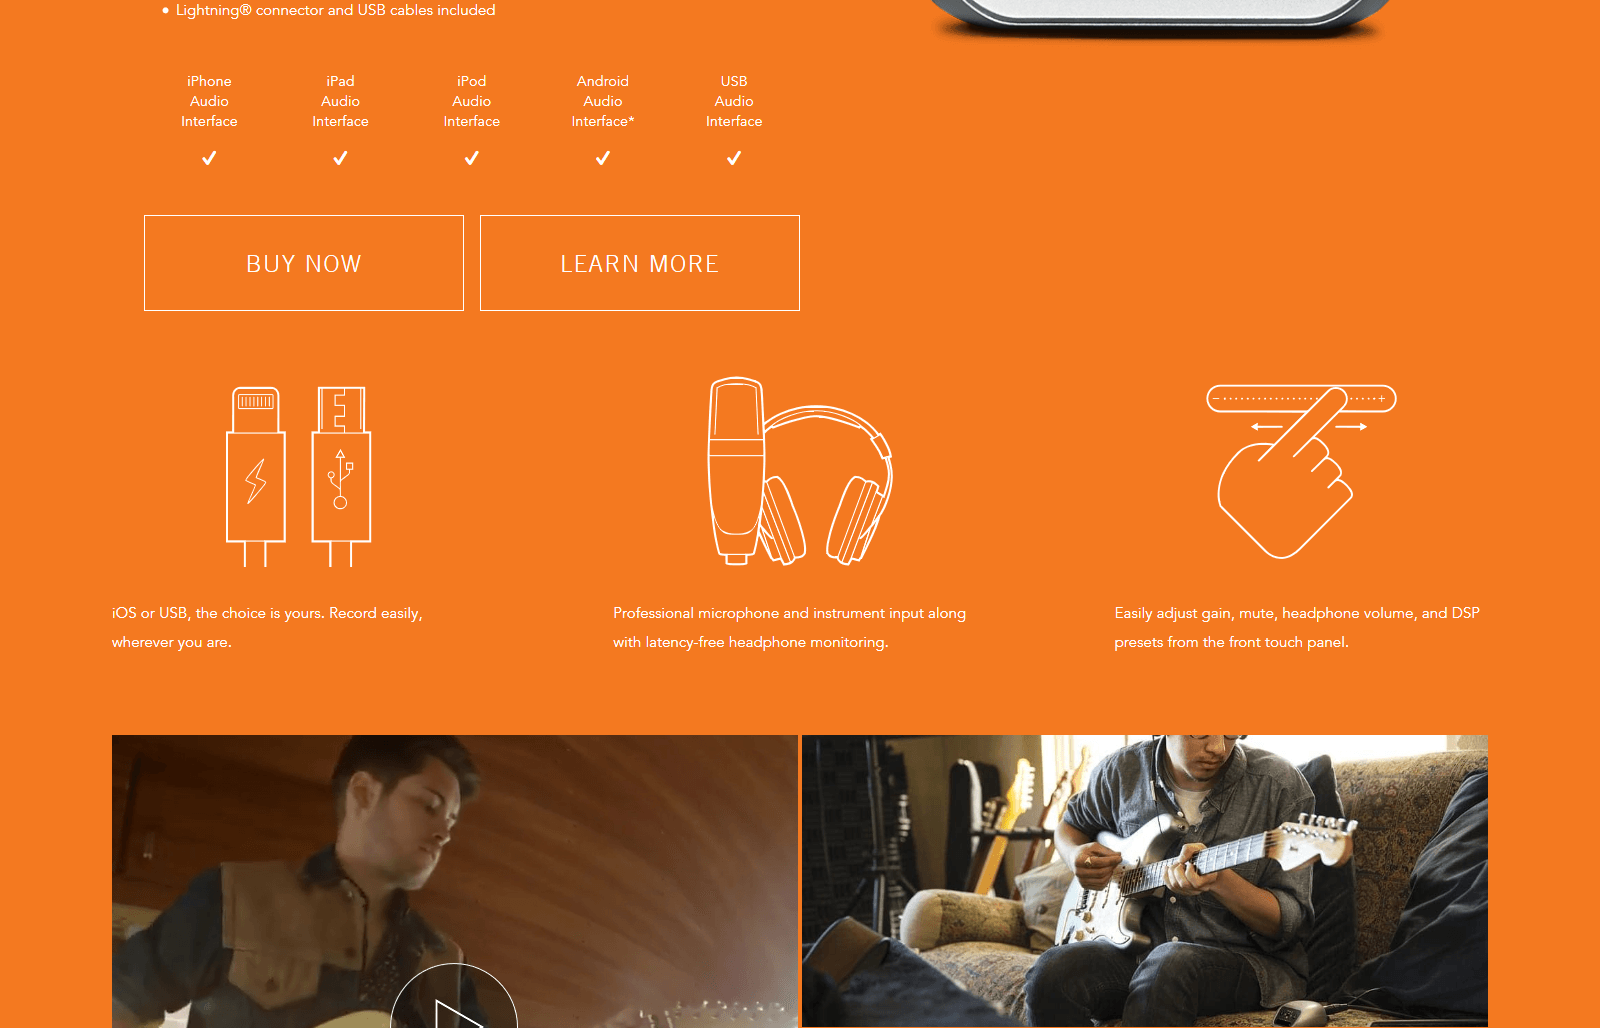 Lightning® connector and USB cables included
iPhone
Audio
Interface
iPad
Audio
Interface
iPod
Audio
Interface
Android
Audio
Interface*
USB
Audio
Interface
BUY NOW
LEARN MORE
iOS or USB, the choice is yours. Record easily,
wherever you are.
Professional microphone and instrument input along
with latency-free headphone monitoring.
Easily adjust gain, mute, headphone volume, and DSP
presets from the front touch panel.